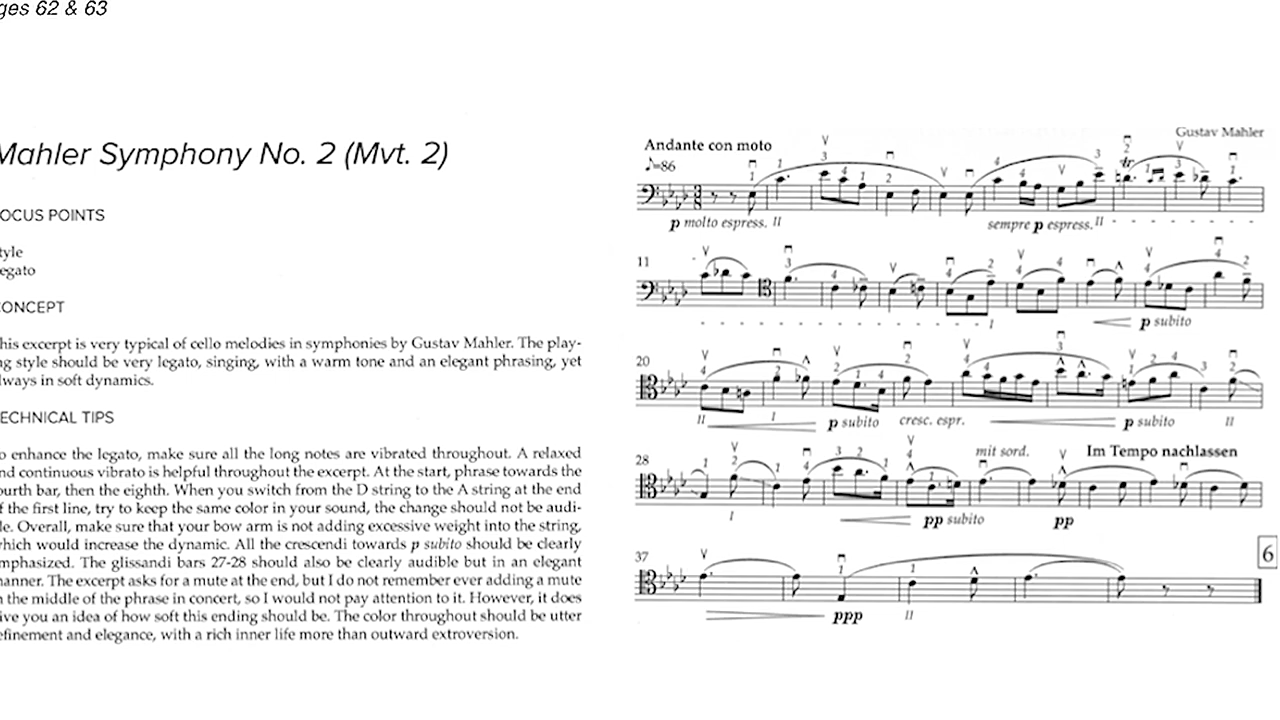 ges 62 & 63
Mahler Symphony No. 2 (Mvt. 2)
OCUS POINTS
tyle
egato
CONCEPT
his excerpt is very typical of cello melodies in symphonies by Gustav Mahler. The play-
ng style should be very legato, singing, with a warm tone and an elegant phrasing, yet
lways in soft dynamics.
ECHNICAL TIPS
o enhance the legato, make sure all the long notes are vibrated throughout. A relaxed
nd continuous vibrato is helpful throughout the excerpt. At the start, phrase towards the
ourth bar, then the eighth. When you switch from the D string to the A string at the end
f the first line, try to keep the same color in your sound, the change should not be audi-
le. Overall, make sure that your bow arm is not adding excessive weight into the string,
hich would increase the dynamic. All the crescendi towards p subito should be clearly
mphasized. The glissandi bars 27-28 should also be clearly audible but in an elegant
anner. The excerpt asks for a mute at the end, but I do not remember ever adding a mute
n the middle of the phrase in concert, so I would not pay attention to it. However, it does
ive you an idea of how soft this ending should be. The color throughout should be utter
efinement and elegance, with a rich inner life more than outward extroversion.
Gustav Mahler
Andante con moto
♪=86
p molto espress. II sempre p espress. II
11
I p subito
20
II I p subito cresc. espr. p subito II
28 mit sord. Im Tempo nachlassen
I pp subito pp
6
37
ppp II